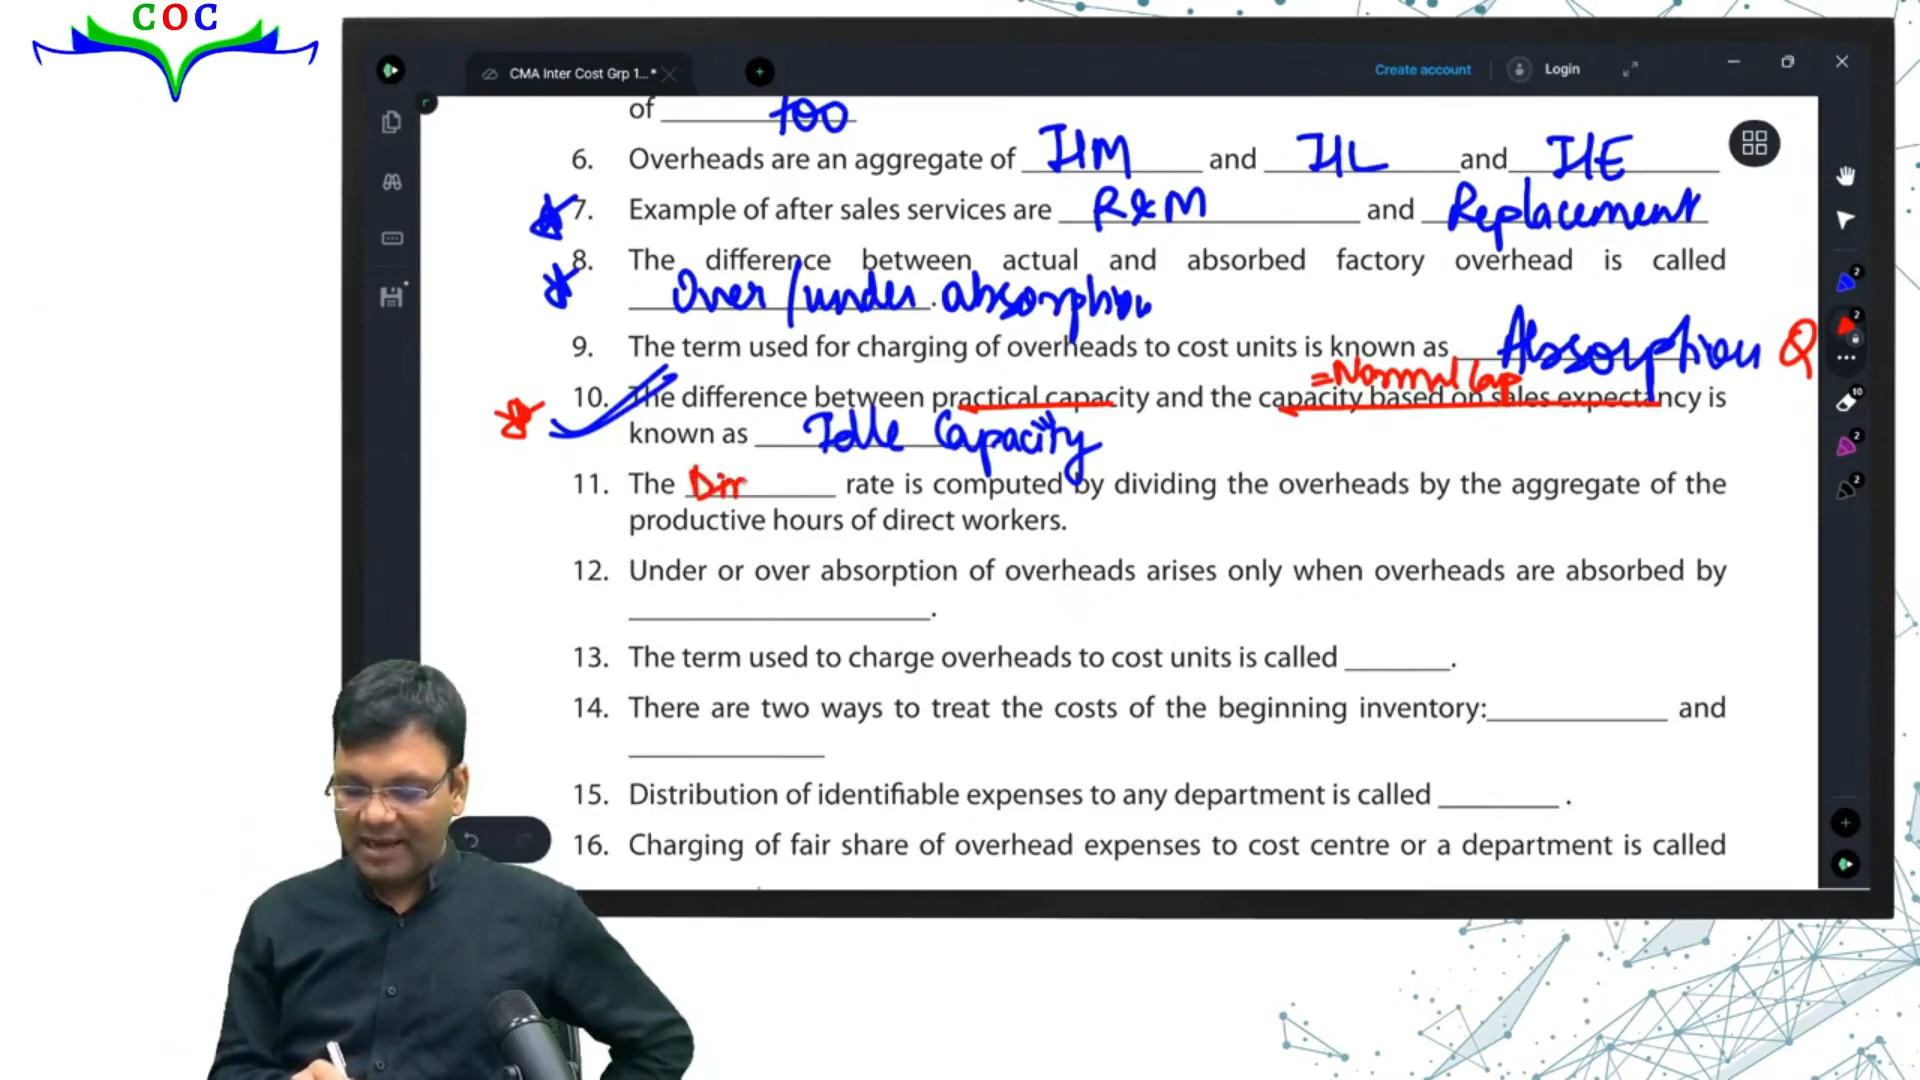 COC
CMA Inter Cost Grp 1...*
Create account
Login
of too
6. Overheads are an aggregate of IHM and IHL and IHE
7. Example of after sales services are R&M and Replacement
8. The difference between actual and absorbed factory overhead is called
Over/under absorption.
9. The term used for charging of overheads to cost units is known as Absorption
=Normal Cap
10. The difference between practical capacity and the capacity based on sales expectancy is
known as Idle Capacity
11. The Dirr rate is computed by dividing the overheads by the aggregate of the
productive hours of direct workers.
12. Under or over absorption of overheads arises only when overheads are absorbed by
.
13. The term used to charge overheads to cost units is called .
14. There are two ways to treat the costs of the beginning inventory: and
15. Distribution of identifiable expenses to any department is called .
16. Charging of fair share of overhead expenses to cost centre or a department is called